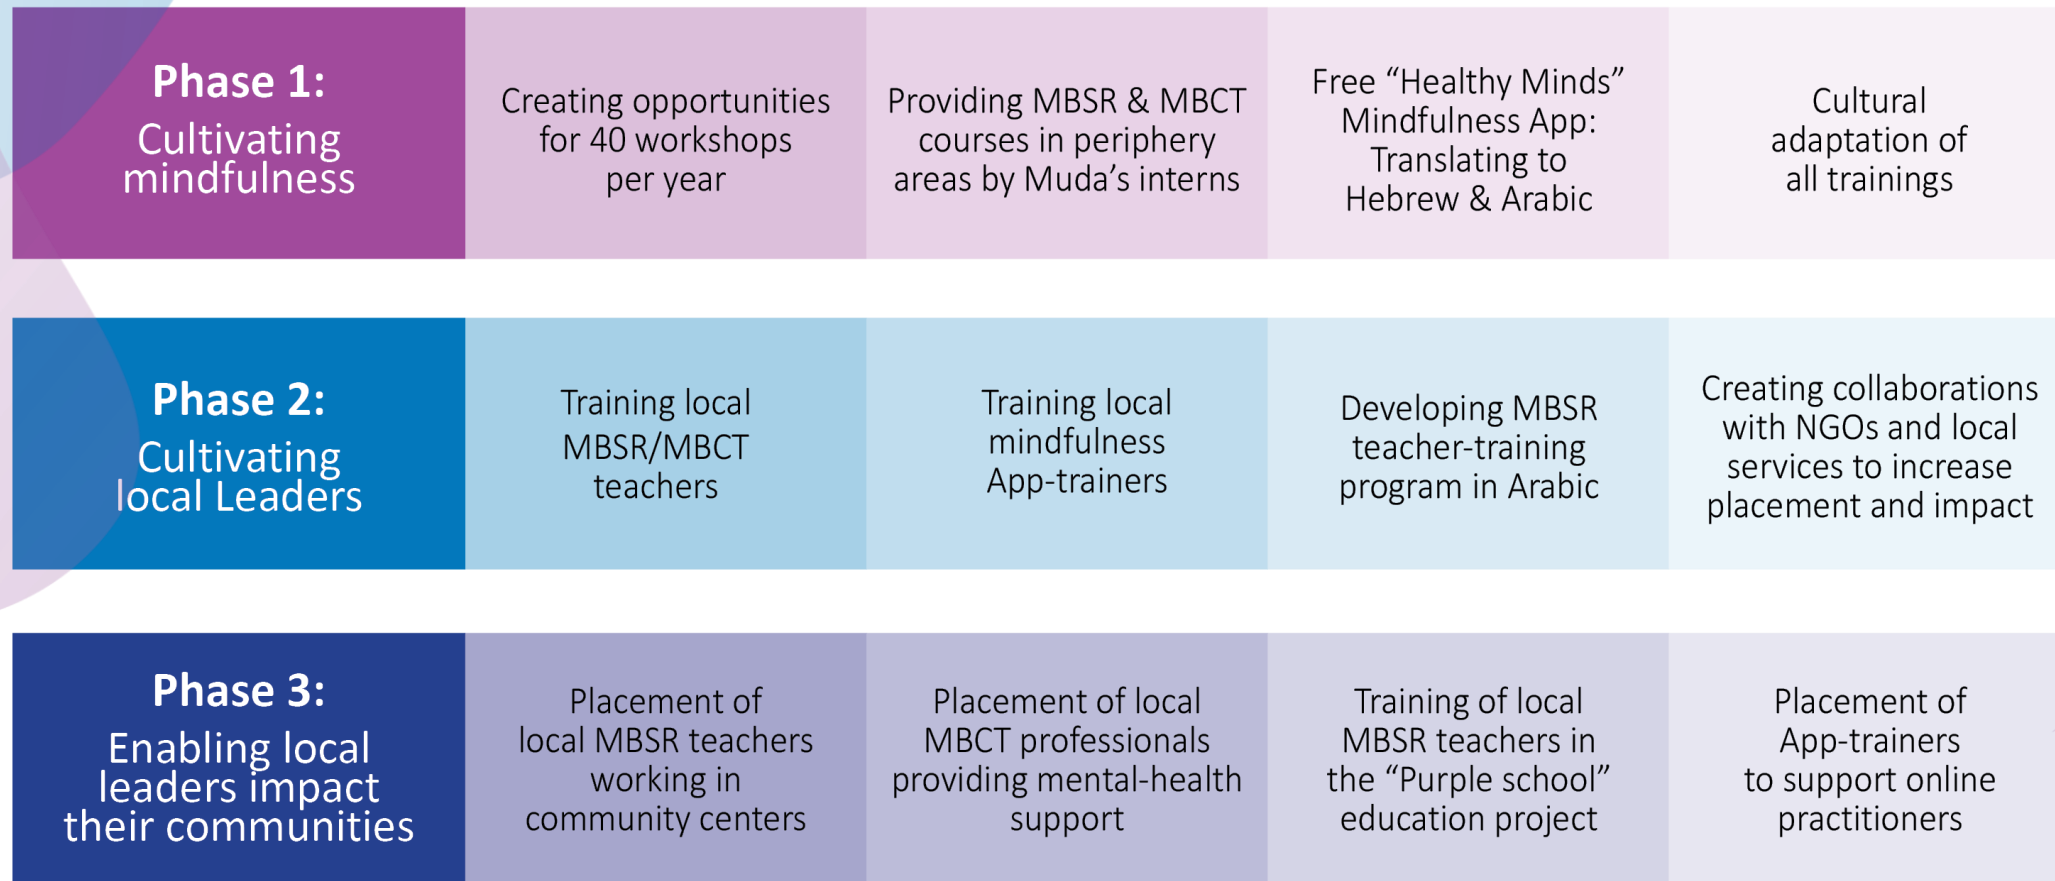 Phase 1:
Cultivating
mindfulness
Creating opportunities
for 40 workshops
per year
Providing MBSR & MBCT
courses in periphery
areas by Muda’s interns
Free “Healthy Minds”
Mindfulness App:
Translating to
Hebrew & Arabic
Cultural
adaptation of
all trainings
Phase 2:
Cultivating
local Leaders
Training local
MBSR/MBCT
teachers
Training local
mindfulness
App-trainers
Developing MBSR
teacher-training
program in Arabic
Creating collaborations
with NGOs and local
services to increase
placement and impact
Phase 3:
Enabling local
leaders impact
their communities
Placement of
local MBSR teachers
working in
community centers
Placement of local
MBCT professionals
providing mental-health
support
Training of local
MBSR teachers in
the “Purple school”
education project
Placement of
App-trainers
to support online
practitioners